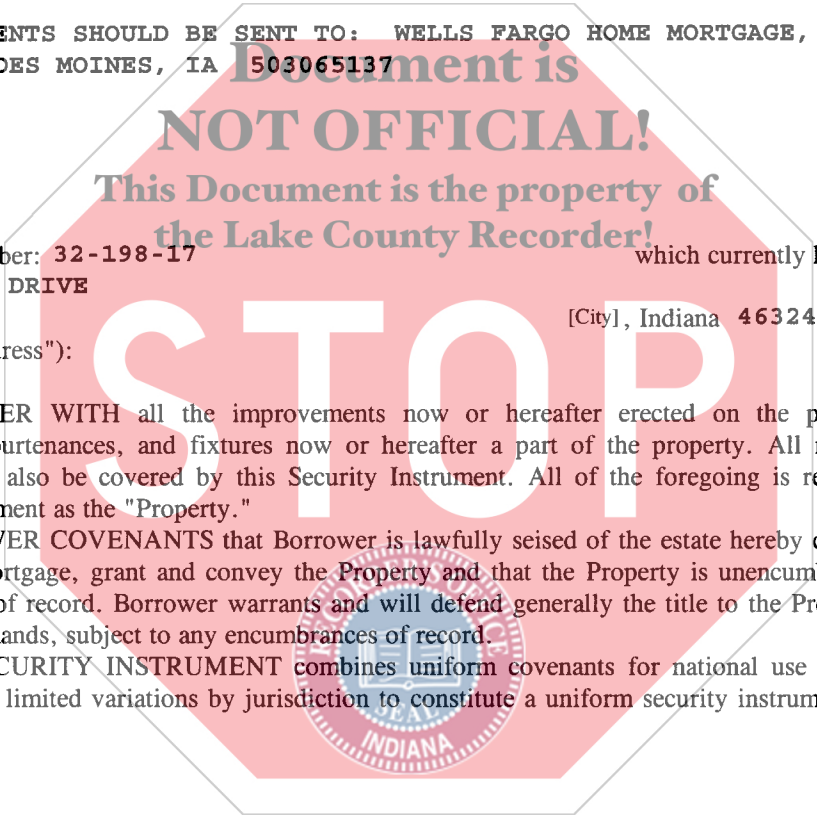 ENTS SHOULD BE SENT TO: WELLS FARGO HOME MORTGAGE,
DES MOINES, IA 503065137
Document is
NOT OFFICIAL!
This Document is the property of
the Lake County Recorder!
ber: 32-198-17 which currently
DRIVE
[City], Indiana 46324
ress"):
STOP
ER WITH all the improvements now or hereafter erected on the p
urtenances, and fixtures now or hereafter a part of the property. All
also be covered by this Security Instrument. All of the foregoing is re
ment as the "Property."
VER COVENANTS that Borrower is lawfully seised of the estate hereby
ortgage, grant and convey the Property and that the Property is unencumb
of record. Borrower warrants and will defend generally the title to the Pr
ands, subject to any encumbrances of record.
CURITY INSTRUMENT combines uniform covenants for national use
limited variations by jurisdiction to constitute a uniform security instrum
RECORDER'S OFFICE
SEAL
INDIANA